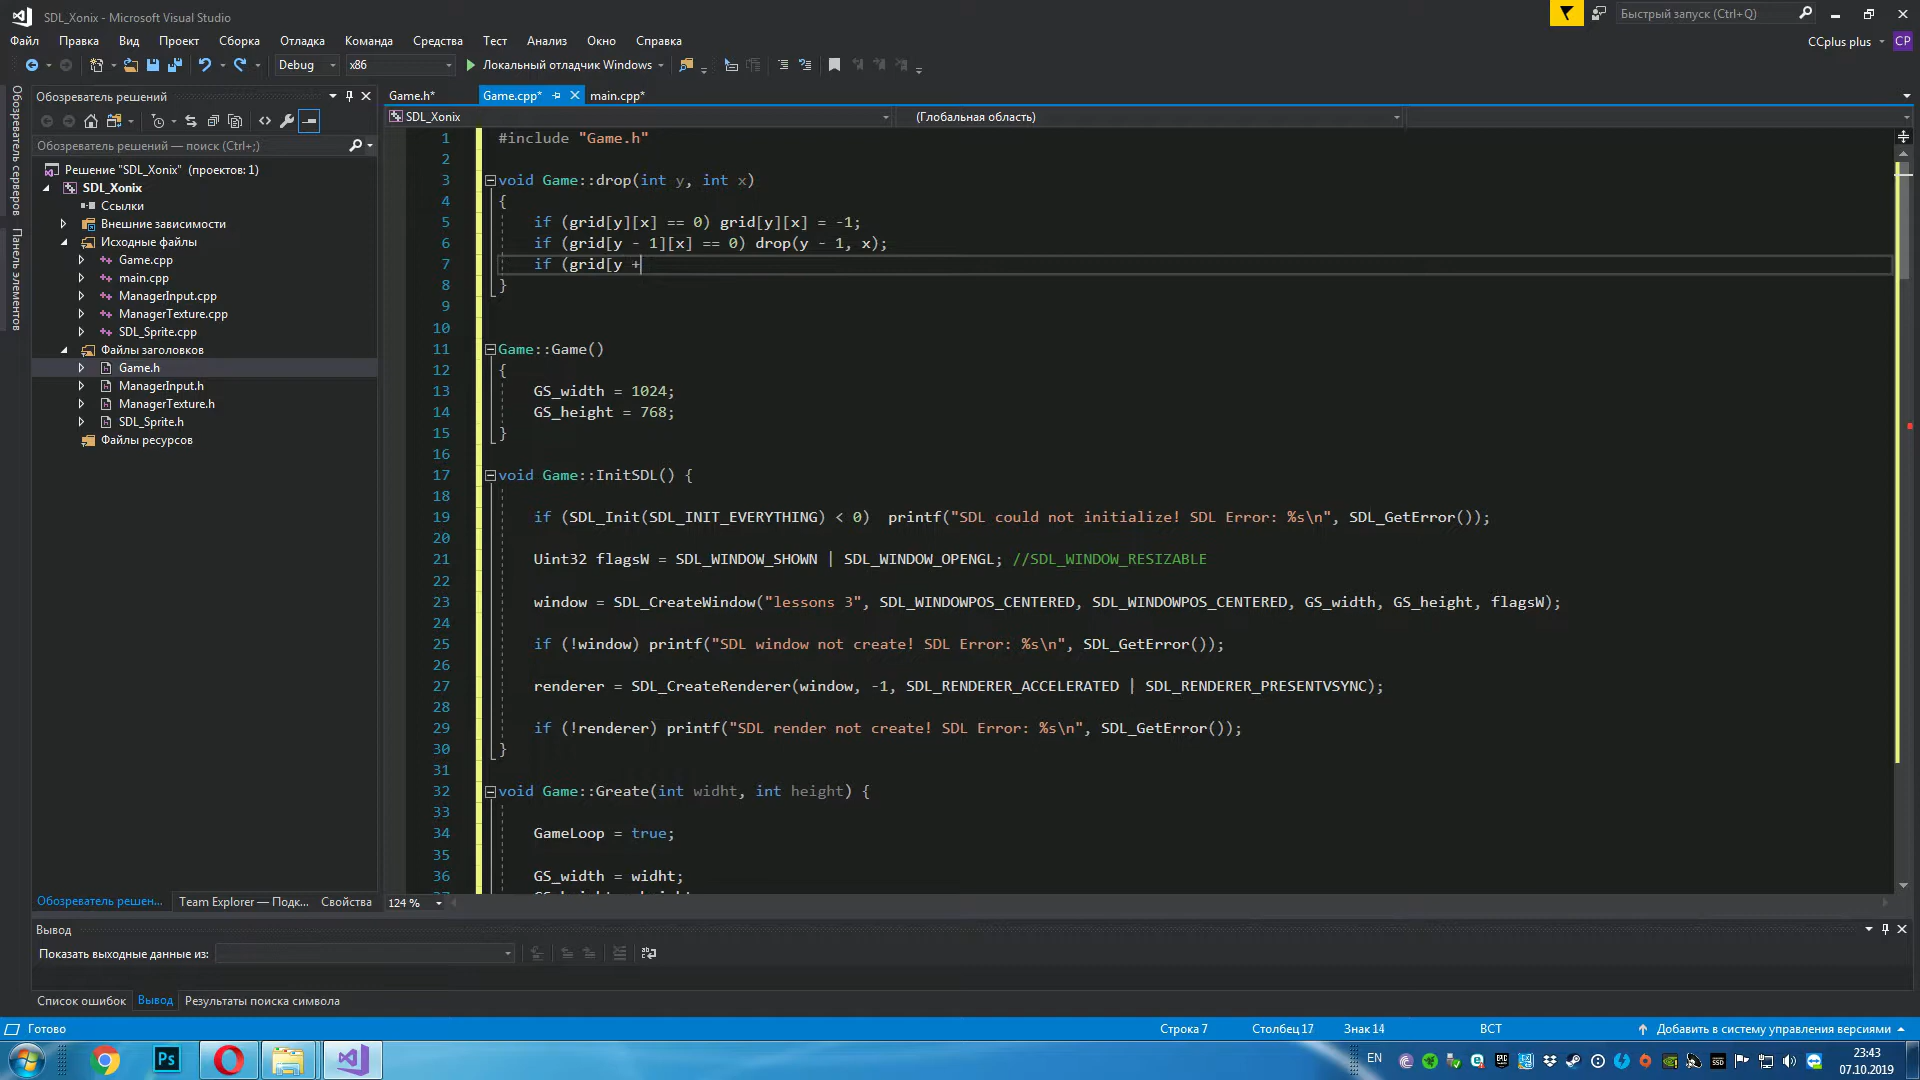 SDL_Xonix - Microsoft Visual Studio
Быстрый запуск (Ctrl+Q)
Файл Правка Вид Проект Сборка Отладка Команда Средства Тест Анализ Окно Справка
CCplus plus CP
Debug x86 Локальный отладчик Windows
Обозреватель серверов
Панель элементов
Обозреватель решений
Обозреватель решений — поиск (Ctrl+;)
Решение "SDL_Xonix" (проектов: 1)
SDL_Xonix
Ссылки
Внешние зависимости
Исходные файлы
Game.cpp
main.cpp
ManagerInput.cpp
ManagerTexture.cpp
SDL_Sprite.cpp
Файлы заголовков
Game.h
ManagerInput.h
ManagerTexture.h
SDL_Sprite.h
Файлы ресурсов
Обозреватель решен... Team Explorer — Подк... Свойства
Game.h* Game.cpp* main.cpp*
SDL_Xonix (Глобальная область)
1 #include "Game.h"
2
3 void Game::drop(int y, int x)
4 {
5 if (grid[y][x] == 0) grid[y][x] = -1;
6 if (grid[y - 1][x] == 0) drop(y - 1, x);
7 if (grid[y +
8 }
9
10
11 Game::Game()
12 {
13 GS_width = 1024;
14 GS_height = 768;
15 }
16
17 void Game::InitSDL() {
18
19 if (SDL_Init(SDL_INIT_EVERYTHING) < 0) printf("SDL could not initialize! SDL Error: %s\n", SDL_GetError());
20
21 Uint32 flagsW = SDL_WINDOW_SHOWN | SDL_WINDOW_OPENGL; //SDL_WINDOW_RESIZABLE
22
23 window = SDL_CreateWindow("lessons 3", SDL_WINDOWPOS_CENTERED, SDL_WINDOWPOS_CENTERED, GS_width, GS_height, flagsW);
24
25 if (!window) printf("SDL window not create! SDL Error: %s\n", SDL_GetError());
26
27 renderer = SDL_CreateRenderer(window, -1, SDL_RENDERER_ACCELERATED | SDL_RENDERER_PRESENTVSYNC);
28
29 if (!renderer) printf("SDL render not create! SDL Error: %s\n", SDL_GetError());
30 }
31
32 void Game::Greate(int widht, int height) {
33
34 GameLoop = true;
35
36 GS_width = widht;
124 %
Вывод
Показать выходные данные из:
Список ошибок Вывод Результаты поиска символа
Готово Строка 7 Столбец 17 Знак 14 ВСТ Добавить в систему управления версиями
Ps EN 23:43
07.10.2019